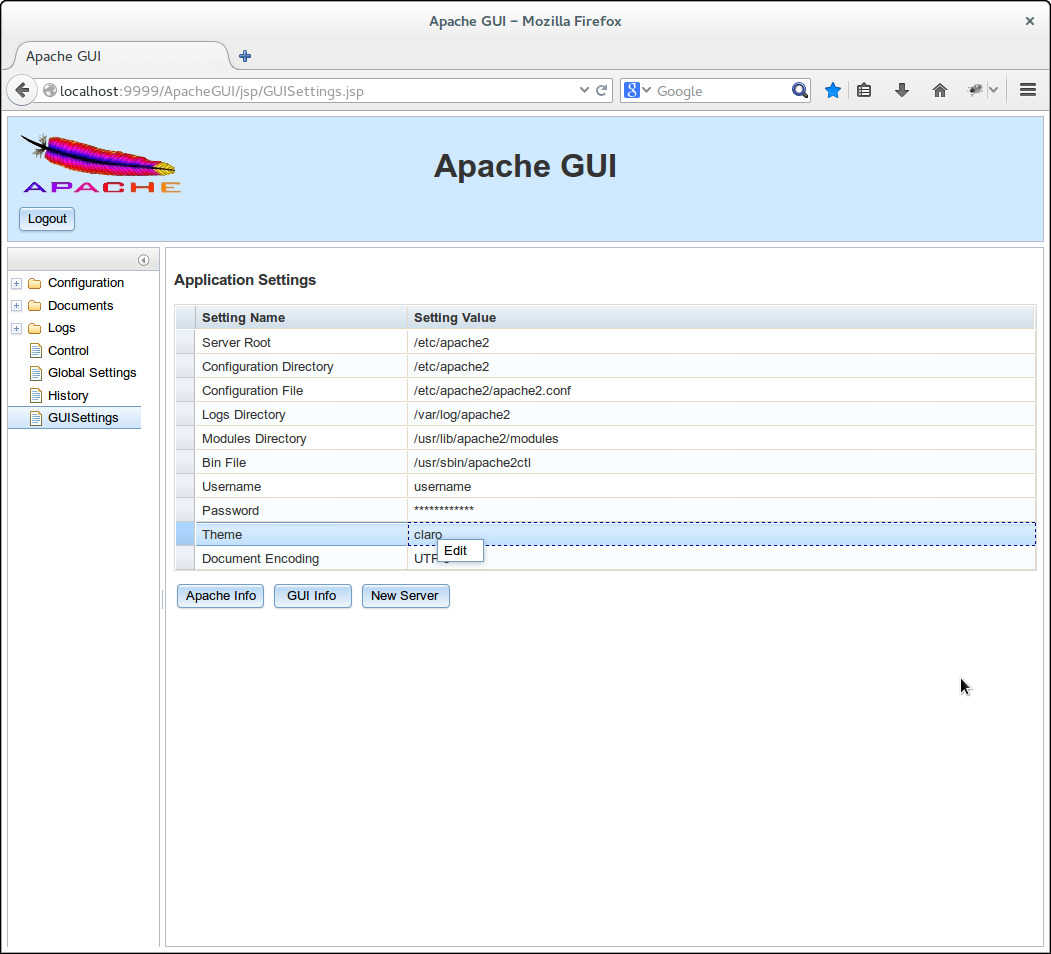 Apache GUI – Mozilla Firefox
Apache GUI
localhost:9999/ApacheGUI/jsp/GUISettings.jsp
8 Google
APACHE
Apache GUI
Logout
Configuration
Documents
Logs
Control
Global Settings
History
GUISettings
Application Settings
Setting Name Setting Value
Server Root /etc/apache2
Configuration Directory /etc/apache2
Configuration File /etc/apache2/apache2.conf
Logs Directory /var/log/apache2
Modules Directory /usr/lib/apache2/modules
Bin File /usr/sbin/apache2ctl
Username username
Password ************
Theme claro
Edit
Document Encoding
Apache Info GUI Info New Server